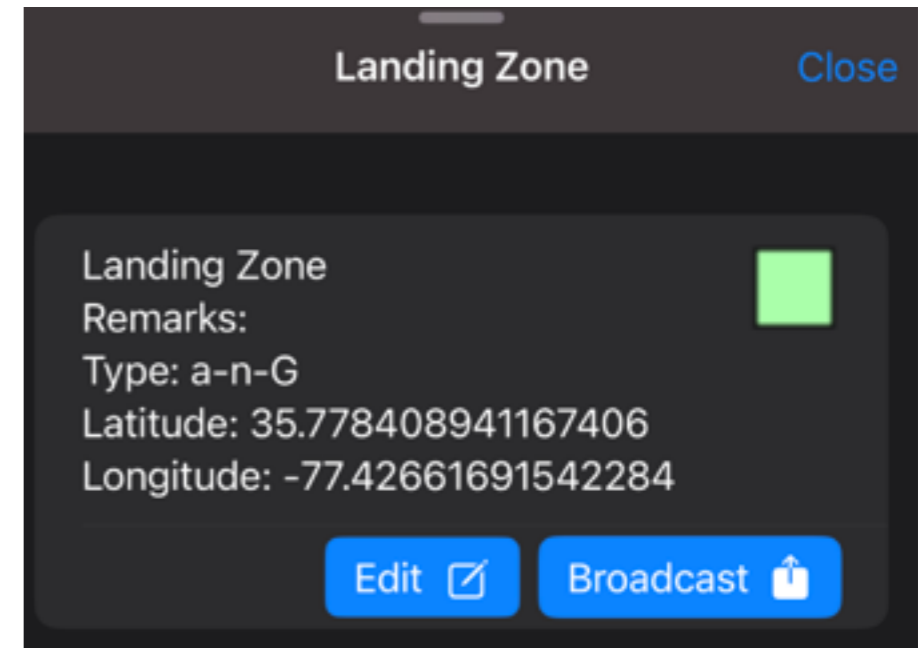 Landing Zone
Close
Landing Zone
Remarks:
Type: a-n-G
Latitude: 35.778408941167406
Longitude: -77.42661691542284
Edit
Broadcast